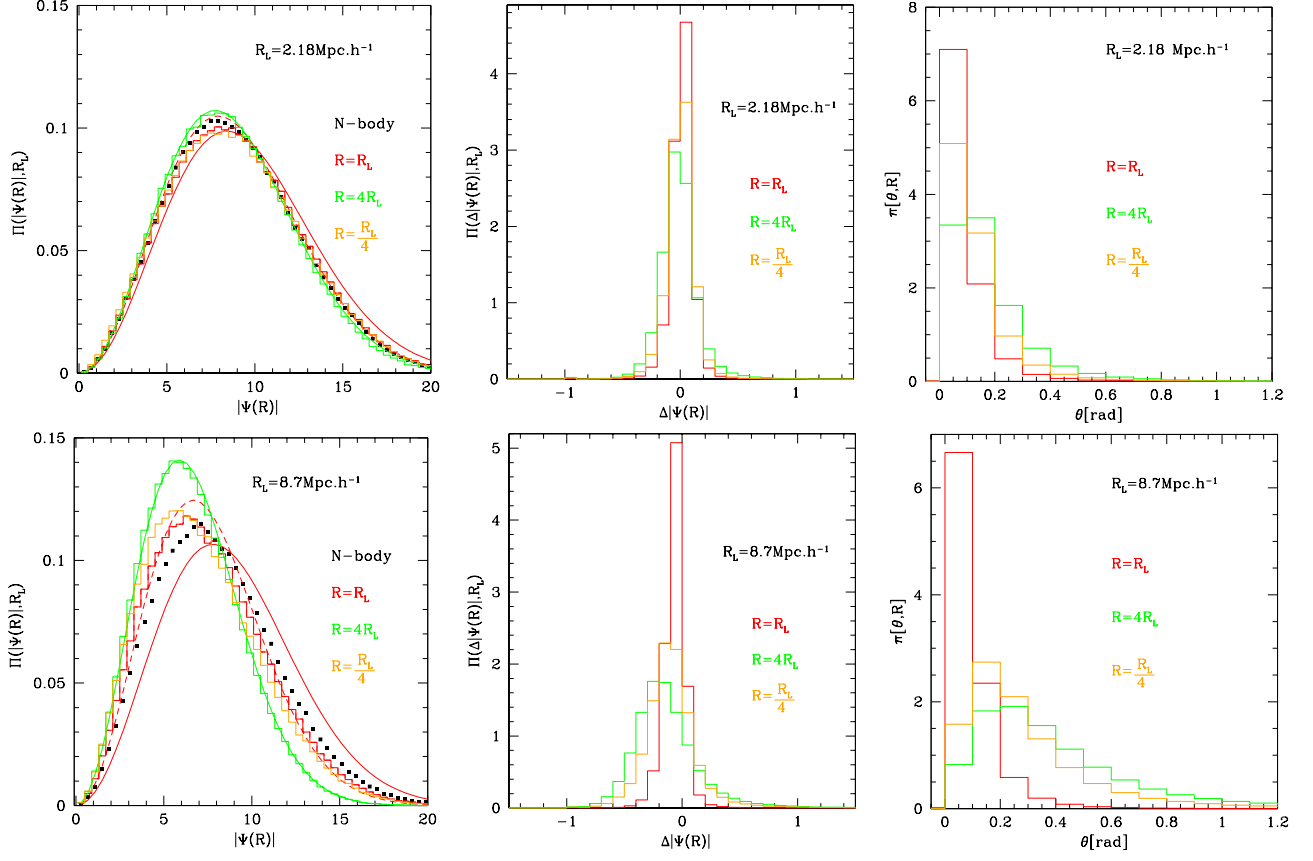 0.15
0.1
0.05
0
0
5
10
15
20
Π(|Ψ(R)|,R_L)
|Ψ(R)|
R_L=2.18Mpc.h⁻¹
N−body
R=R_L
R=4R_L
R=R_L/4
4
3
2
1
0
−1
0
1
Π(Δ|Ψ(R)|,R_L)
Δ|Ψ(R)|
R_L=2.18Mpc.h⁻¹
R=R_L
R=4R_L
R=R_L/4
8
6
4
2
0
0
0.2
0.4
0.6
0.8
1
1.2
π[θ,R]
θ[rad]
R_L=2.18 Mpc.h⁻¹
R=R_L
R=4R_L
R=R_L/4
0.15
0.1
0.05
0
0
5
10
15
20
Π(|Ψ(R)|,R_L)
|Ψ(R)|
R_L=8.7Mpc.h⁻¹
N−body
R=R_L
R=4R_L
R=R_L/4
5
4
3
2
1
0
−1
0
1
Π(Δ|Ψ(R)|,R_L)
Δ|Ψ(R)|
R_L=8.7Mpc.h⁻¹
R=R_L
R=4R_L
R=R_L/4
6
4
2
0
0
0.2
0.4
0.6
0.8
1
1.2
π[θ,R]
θ[rad]
R_L=8.7Mpc.h⁻¹
R=R_L
R=4R_L
R=R_L/4